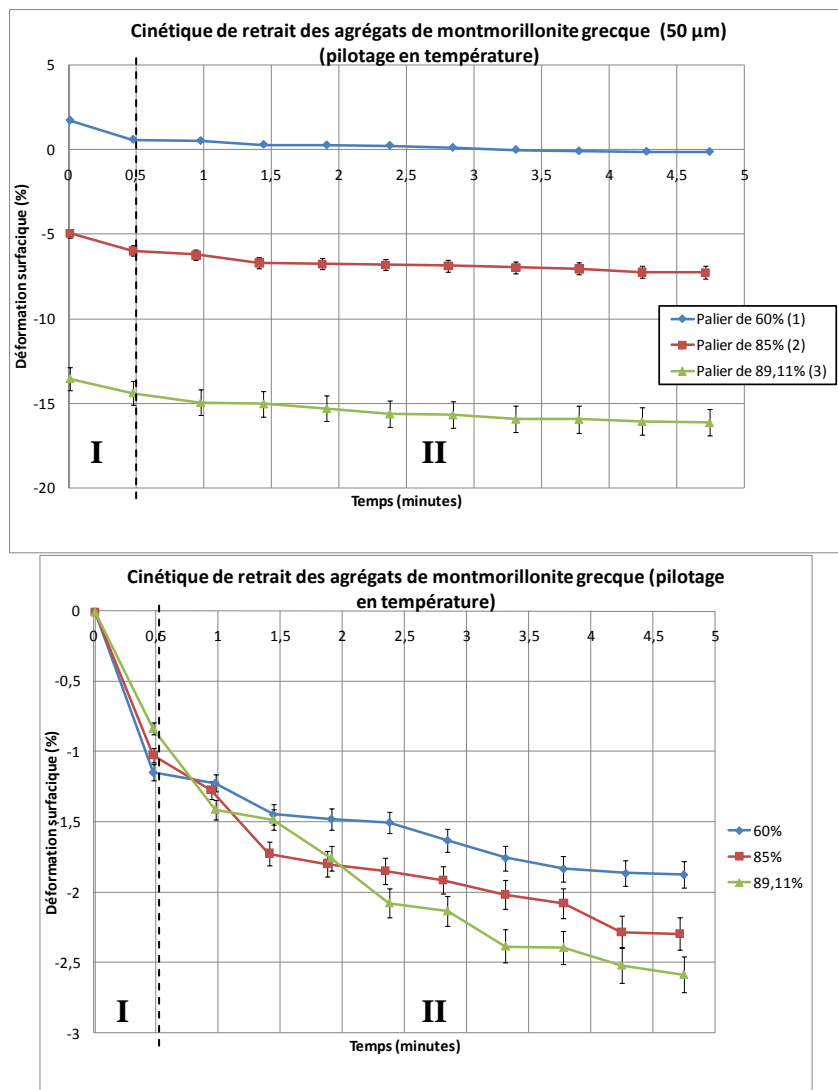 Cinétique de retrait des agrégats de montmorillonite grecque (50 µm)
(pilotage en température)
5
0
-5
-10
-15
-20
0
0,5
1
1,5
2
2,5
3
3,5
4
4,5
5
Déformation surfacique (%)
Temps (minutes)
Palier de 60% (1)
Palier de 85% (2)
Palier de 89,11% (3)
I
II
Cinétique de retrait des agrégats de montmorillonite grecque (pilotage
en température)
0
-0,5
-1
-1,5
-2
-2,5
-3
0
0,5
1
1,5
2
2,5
3
3,5
4
4,5
5
Déformation surfacique (%)
Temps (minutes)
60%
85%
89,11%
I
II